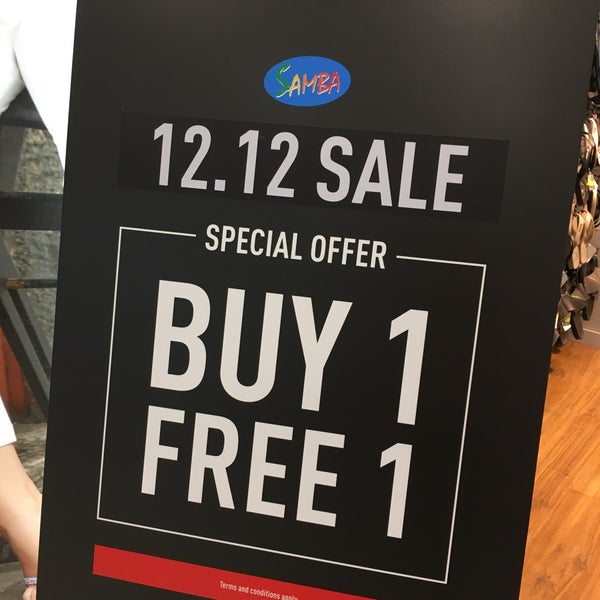 SAMBA
12.12 SALE
SPECIAL OFFER
BUY 1
FREE 1
Terms and conditions apply